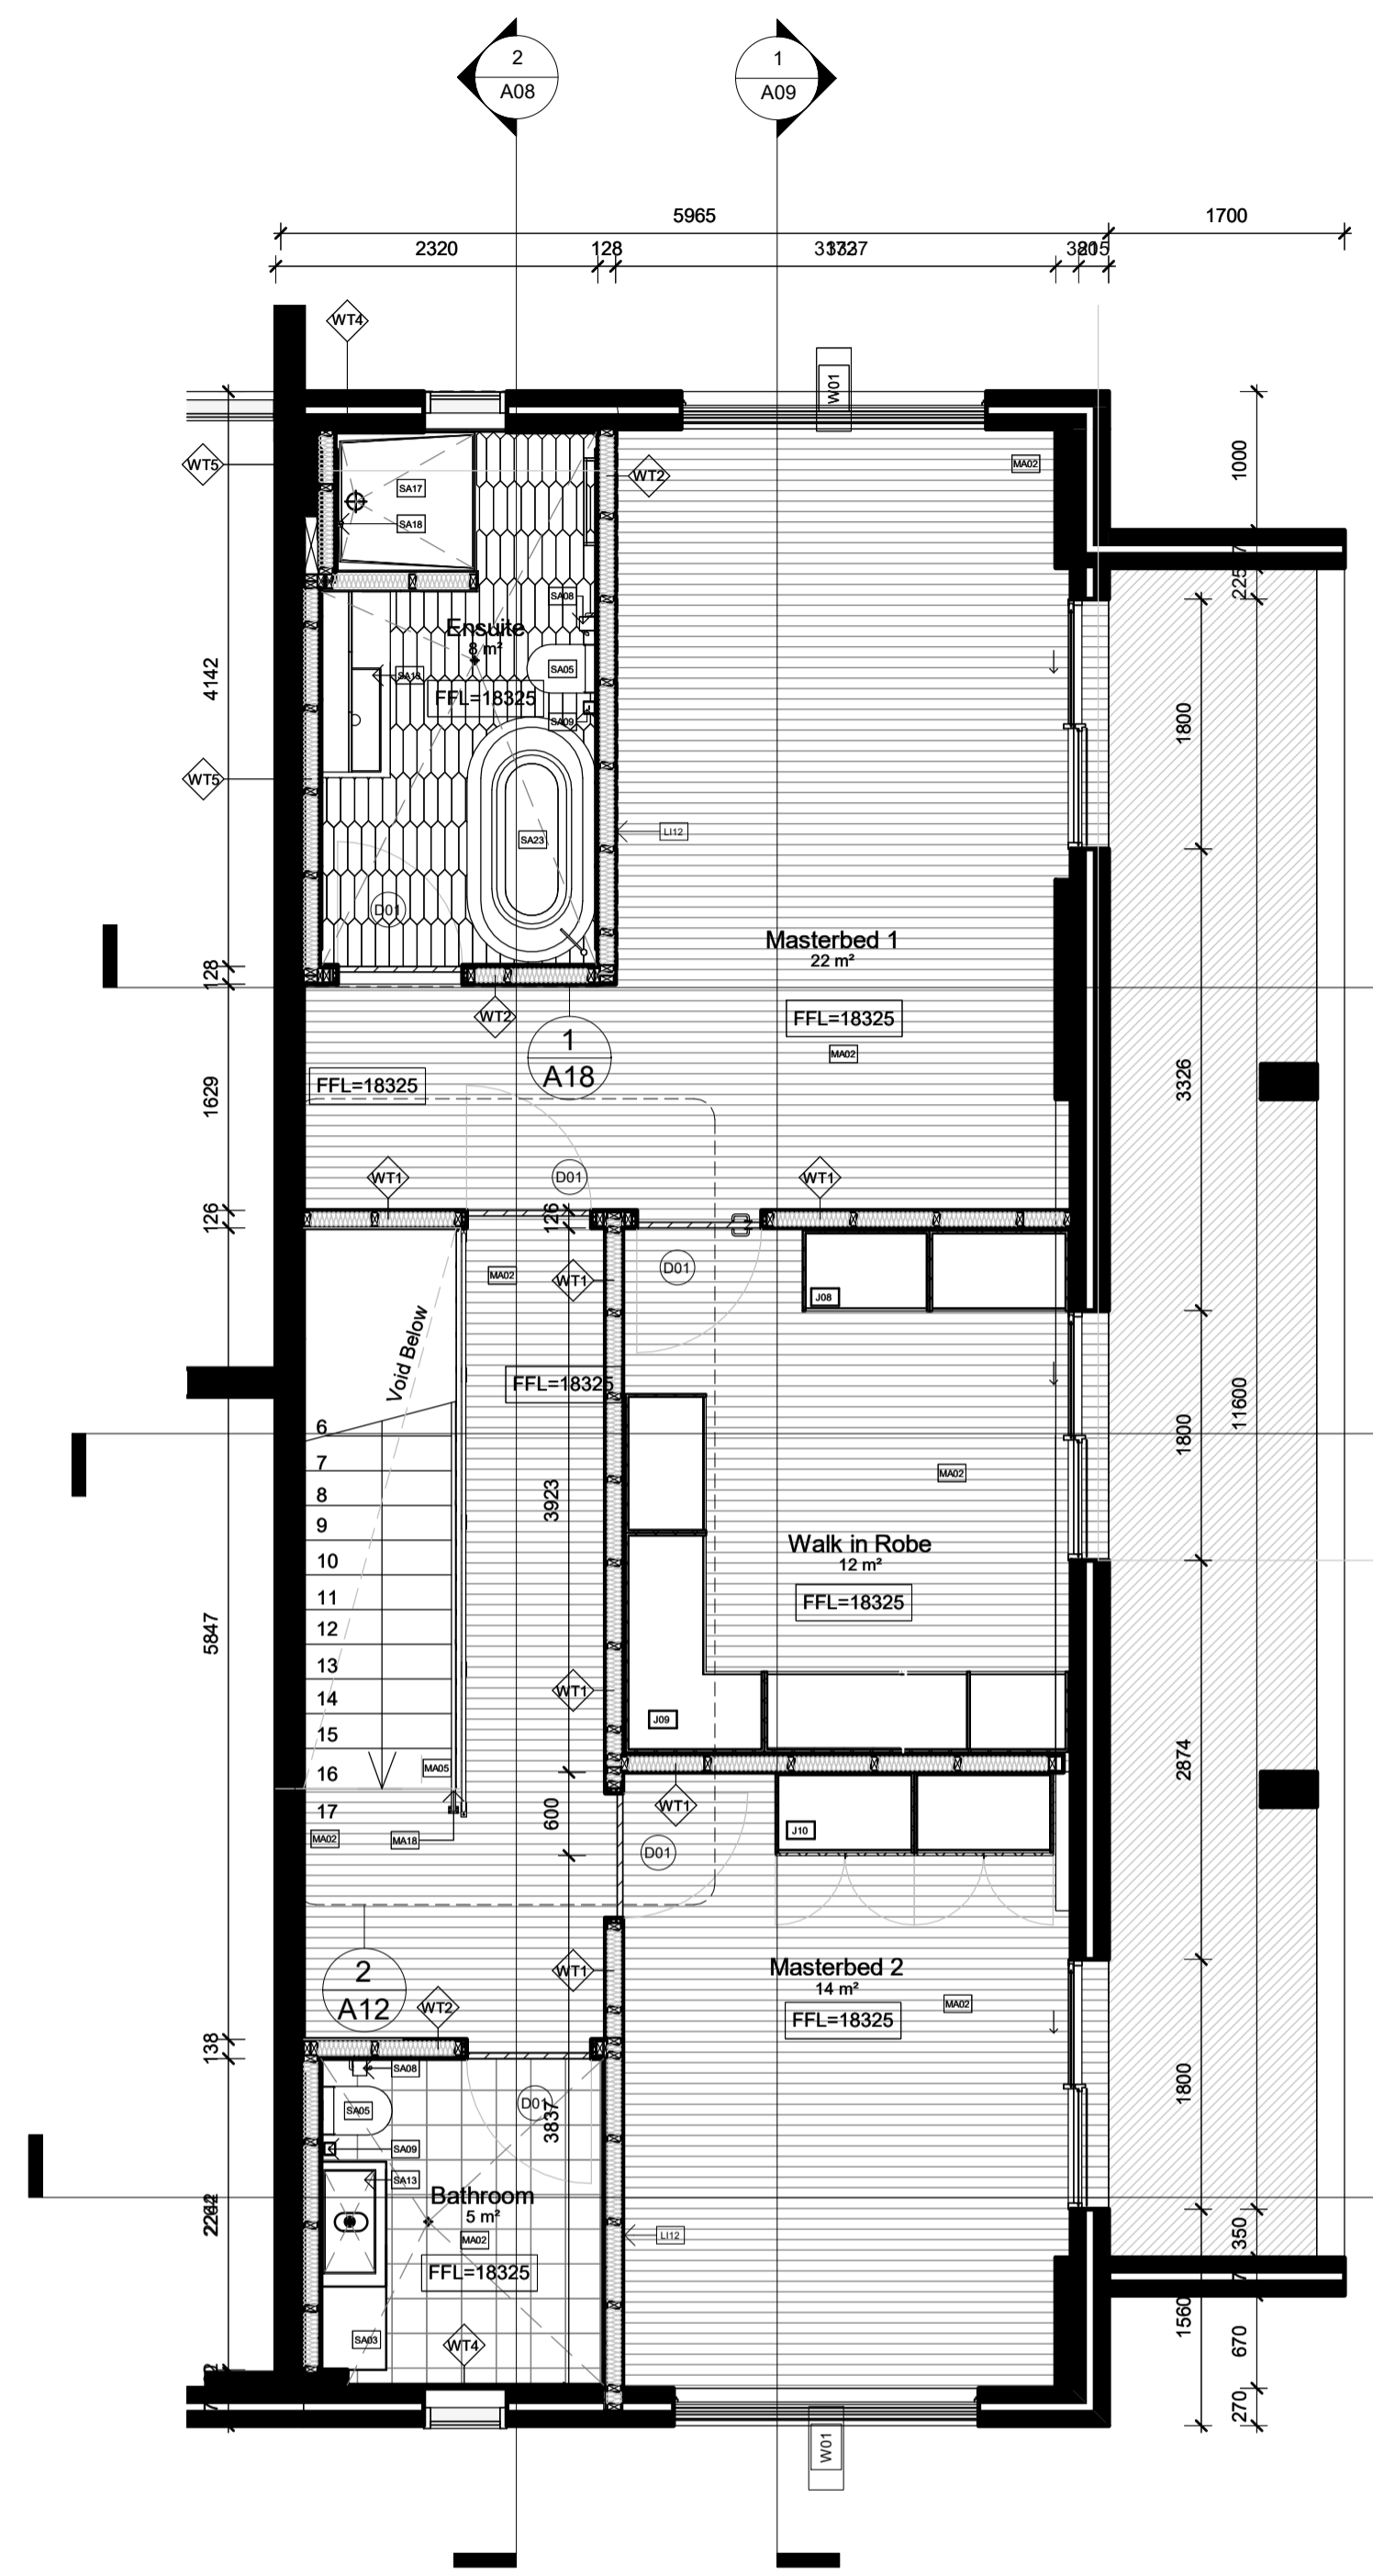 2
A08
1
A09
5965
1700
2320
128
WT4
W01
WT5
WT2
MA02
1000
SA17
SA18
SA08
Ensuite
8 m²
SA05
FFL=18325
SA09
4142
1800
WT5
LI12
SA23
D01
Masterbed 1
22 m²
128
WT2
FFL=18325
MA02
1
A18
FFL=18325
1629
3326
WT1
D01
WT1
126
126
D01
MA02
WT1
J08
Void Below
FFL=18325
6
7
8
9
10
11
12
13
14
15
16
17
1800
11600
MA02
3923
Walk in Robe
12 m²
FFL=18325
5847
WT1
J09
2874
MA05
600
WT1
J10
MA02
MA18
D01
2
A12
WT1
Masterbed 2
14 m²
WT2
MA02
FFL=18325
138
SA08
SA05
D01
3837
1800
SA09
SA13
Bathroom
5 m²
MA02
LI12
350
FFL=18325
1560
SA03
WT4
670
270
W01